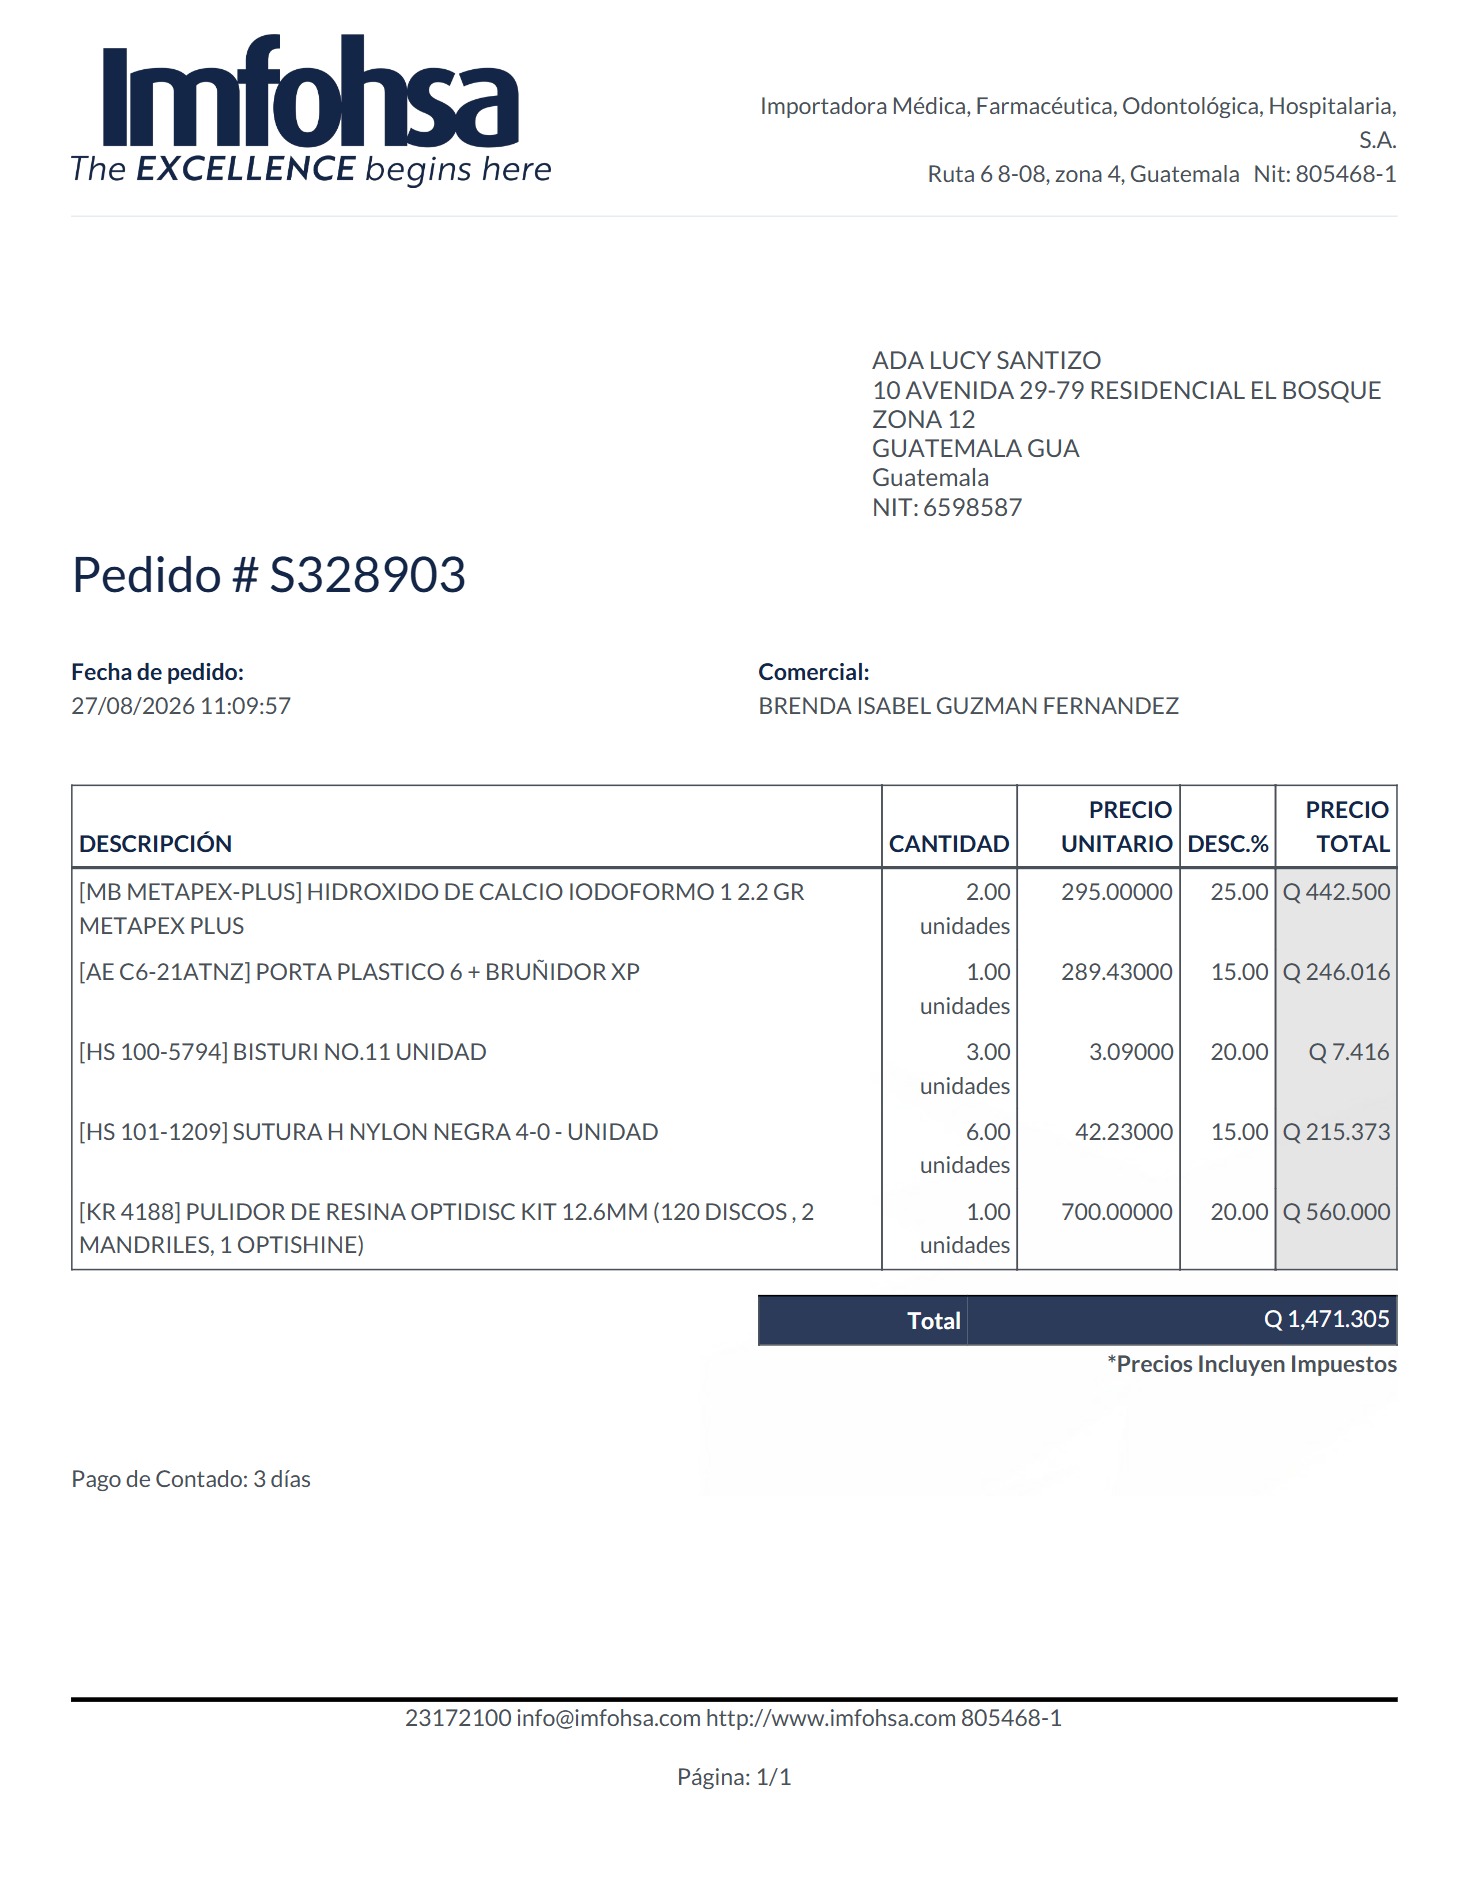 Imfohsa
The EXCELLENCE begins here
Importadora Médica, Farmacéutica, Odontológica, Hospitalaria,
S.A.
Ruta 6 8-08, zona 4, Guatemala Nit: 805468-1
ADA LUCY SANTIZO
10 AVENIDA 29-79 RESIDENCIAL EL BOSQUE
ZONA 12
GUATEMALA GUA
Guatemala
NIT: 6598587
Pedido # S328903
Fecha de pedido: Comercial:
27/08/2026 11:09:57 BRENDA ISABEL GUZMAN FERNANDEZ
PRECIO PRECIO
DESCRIPCIÓN CANTIDAD UNITARIO DESC.% TOTAL
[MB METAPEX-PLUS] HIDROXIDO DE CALCIO IODOFORMO 1 2.2 GR 2.00 295.00000 25.00 Q 442.500
METAPEX PLUS unidades
[AE C6-21ATNZ] PORTA PLASTICO 6 + BRUÑIDOR XP 1.00 289.43000 15.00 Q 246.016
unidades
[HS 100-5794] BISTURI NO.11 UNIDAD 3.00 3.09000 20.00 Q 7.416
unidades
[HS 101-1209] SUTURA H NYLON NEGRA 4-0 - UNIDAD 6.00 42.23000 15.00 Q 215.373
unidades
[KR 4188] PULIDOR DE RESINA OPTIDISC KIT 12.6MM (120 DISCOS , 2 1.00 700.00000 20.00 Q 560.000
MANDRILES, 1 OPTISHINE) unidades
Total Q 1,471.305
*Precios Incluyen Impuestos
Pago de Contado: 3 días
23172100 info@imfohsa.com http://www.imfohsa.com 805468-1
Página: 1/1